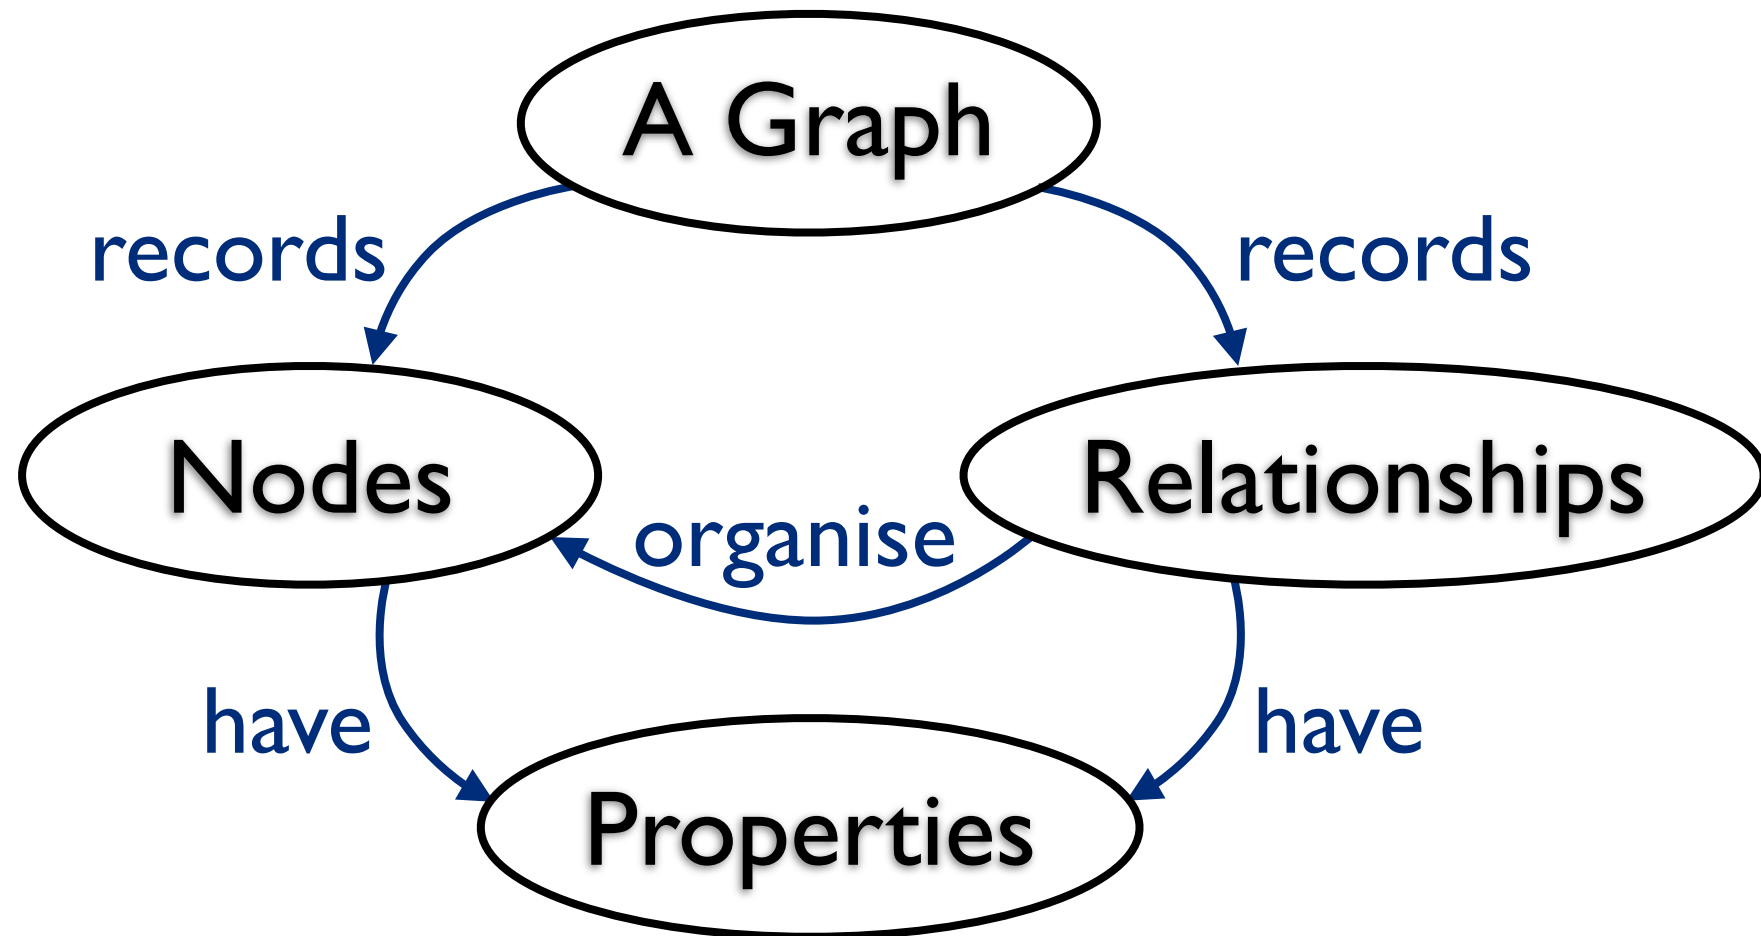 A Graph
records
records
Nodes
Relationships
organise
have
have
Properties